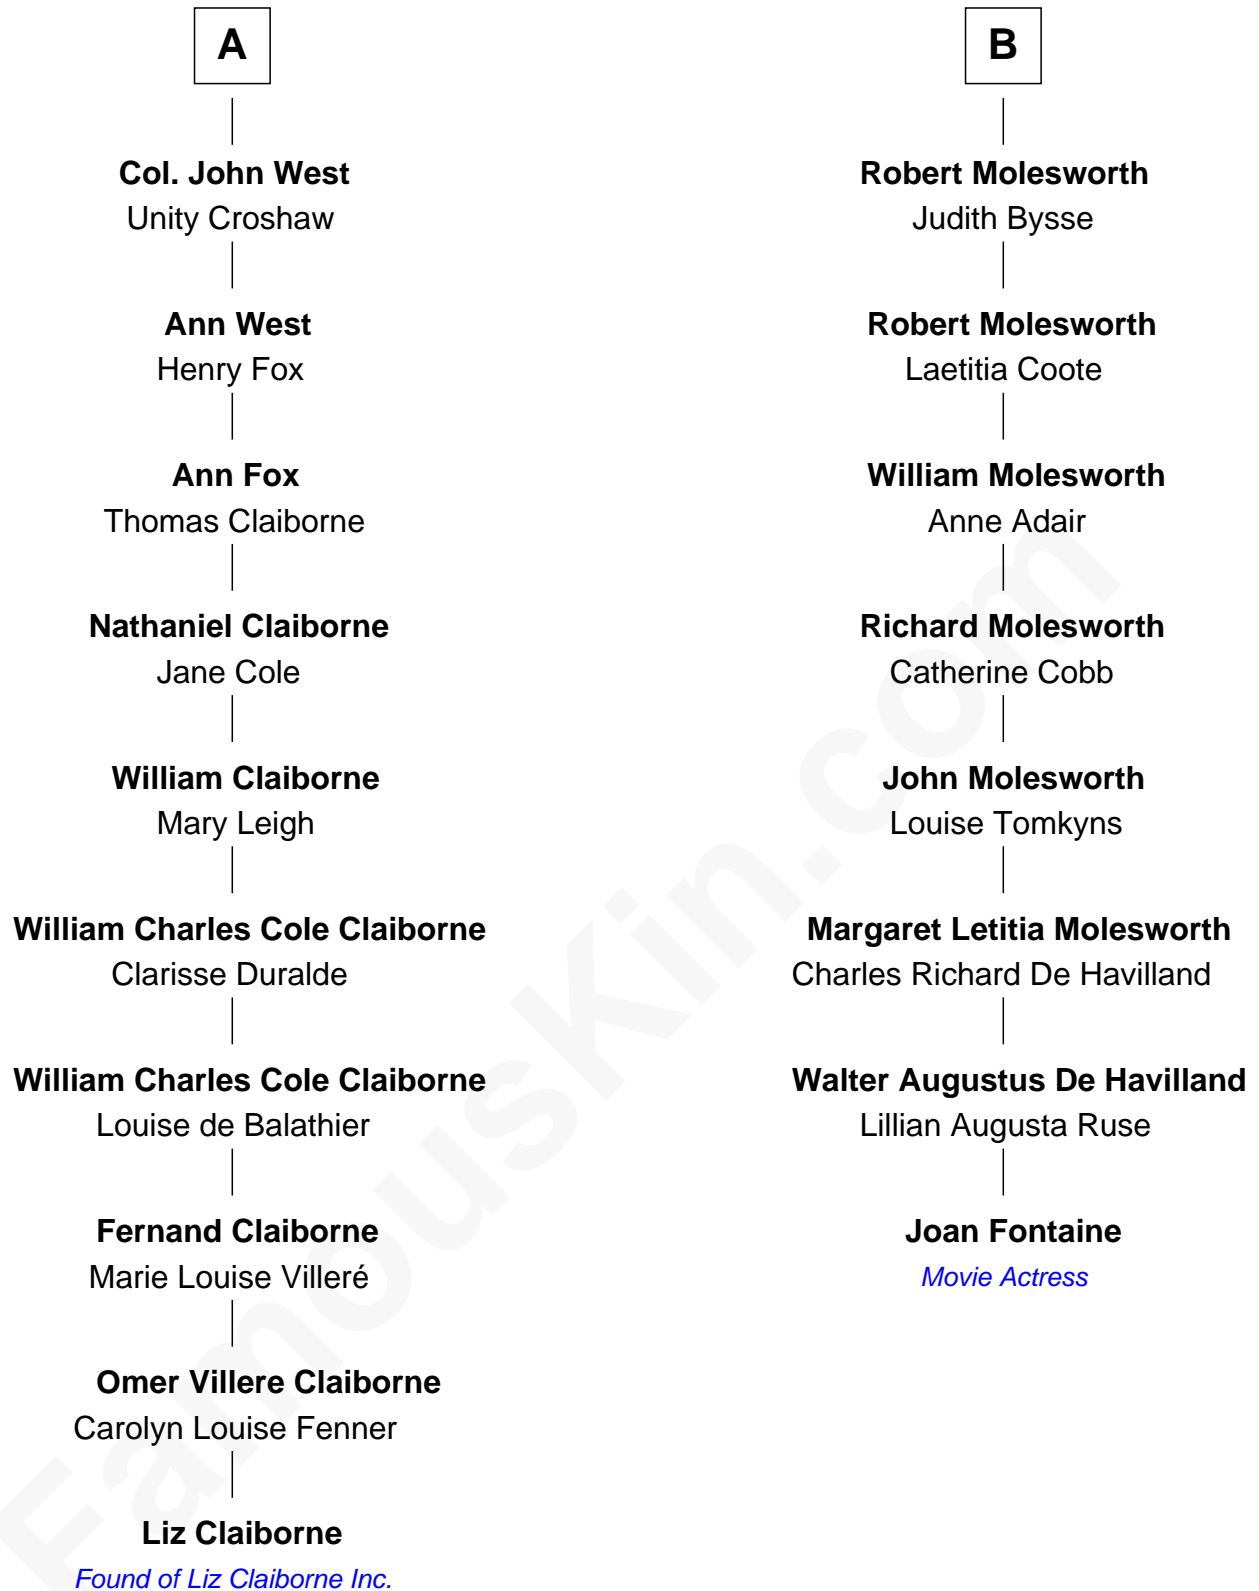 A
Col. John West
Unity Croshaw
Ann West
Henry Fox
Ann Fox
Thomas Claiborne
Nathaniel Claiborne
Jane Cole
William Claiborne
Mary Leigh
William Charles Cole Claiborne
Clarisse Duralde
William Charles Cole Claiborne
Louise de Balathier
Fernand Claiborne
Marie Louise Villeré
Omer Villere Claiborne
Carolyn Louise Fenner
Liz Claiborne
Found of Liz Claiborne Inc.
B
Robert Molesworth
Judith Bysse
Robert Molesworth
Laetitia Coote
William Molesworth
Anne Adair
Richard Molesworth
Catherine Cobb
John Molesworth
Louise Tomkyns
Margaret Letitia Molesworth
Charles Richard De Havilland
Walter Augustus De Havilland
Lillian Augusta Ruse
Joan Fontaine
Movie Actress
FamousKin.com